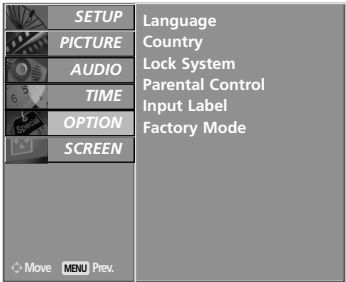 SETUP
PICTURE
AUDIO
TIME
OPTION
SCREEN
Language
Country
Lock System
Parental Control
Input Label
Factory Mode
Special
Move MENU Prev.